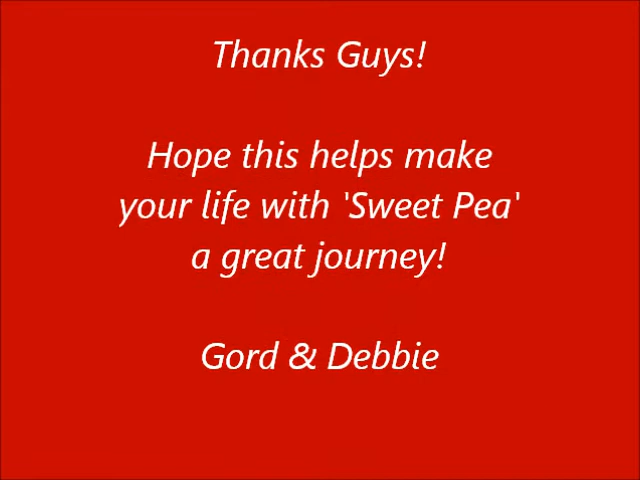 Thanks Guys!
Hope this helps make
your life with 'Sweet Pea'
a great journey!
Gord & Debbie